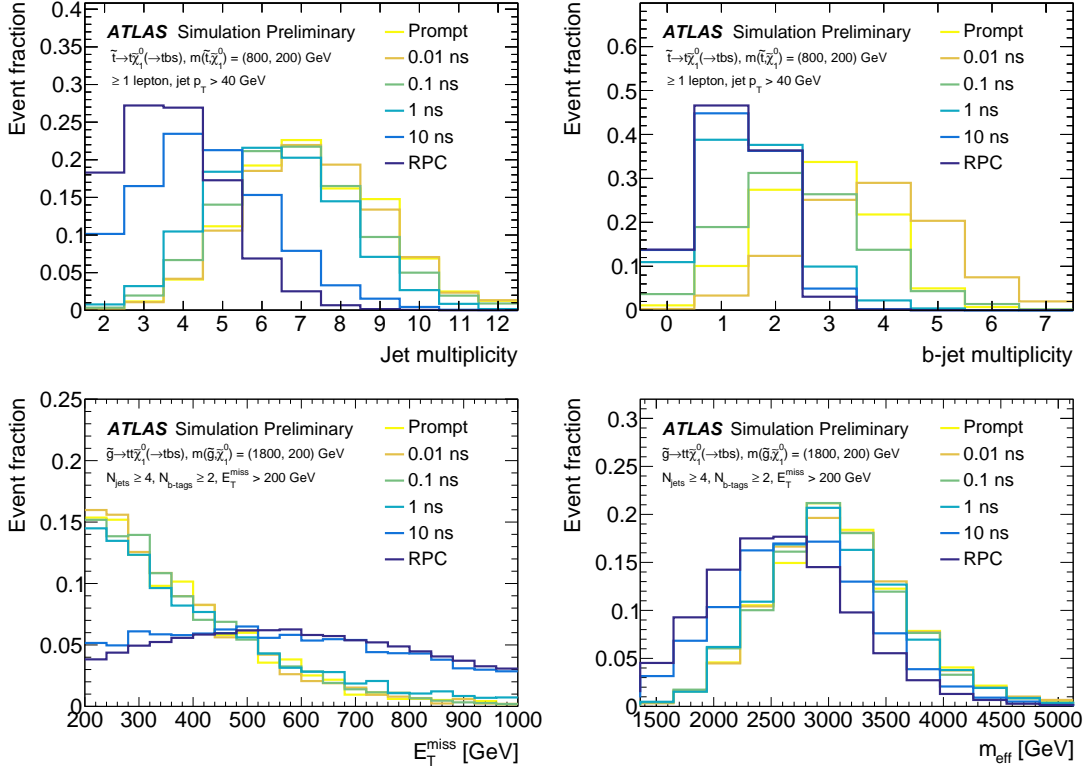 Event fraction
0.4
0.35
0.3
0.25
0.2
0.15
0.1
0.05
0
ATLAS Simulation Preliminary
t̃→tχ̃₁⁰(→tbs), m(t̃,χ̃₁⁰) = (800, 200) GeV
≥ 1 lepton, jet p_T > 40 GeV
Prompt
0.01 ns
0.1 ns
1 ns
10 ns
RPC
2 3 4 5 6 7 8 9 10 11 12
Jet multiplicity
Event fraction
0.6
0.5
0.4
0.3
0.2
0.1
0
ATLAS Simulation Preliminary
t̃→tχ̃₁⁰(→tbs), m(t̃,χ̃₁⁰) = (800, 200) GeV
≥ 1 lepton, jet p_T > 40 GeV
Prompt
0.01 ns
0.1 ns
1 ns
10 ns
RPC
0 1 2 3 4 5 6 7
b-jet multiplicity
Event fraction
0.25
0.2
0.15
0.1
0.05
0
ATLAS Simulation Preliminary
g̃→ttχ̃₁⁰(→tbs), m(g̃,χ̃₁⁰) = (1800, 200) GeV
N_jets ≥ 4, N_b-tags ≥ 2, E_T^miss > 200 GeV
Prompt
0.01 ns
0.1 ns
1 ns
10 ns
RPC
200 300 400 500 600 700 800 900 1000
E_T^miss [GeV]
Event fraction
0.3
0.25
0.2
0.15
0.1
0.05
0
ATLAS Simulation Preliminary
g̃→ttχ̃₁⁰(→tbs), m(g̃,χ̃₁⁰) = (1800, 200) GeV
N_jets ≥ 4, N_b-tags ≥ 2, E_T^miss > 200 GeV
Prompt
0.01 ns
0.1 ns
1 ns
10 ns
RPC
1500 2000 2500 3000 3500 4000 4500 5000
m_eff [GeV]